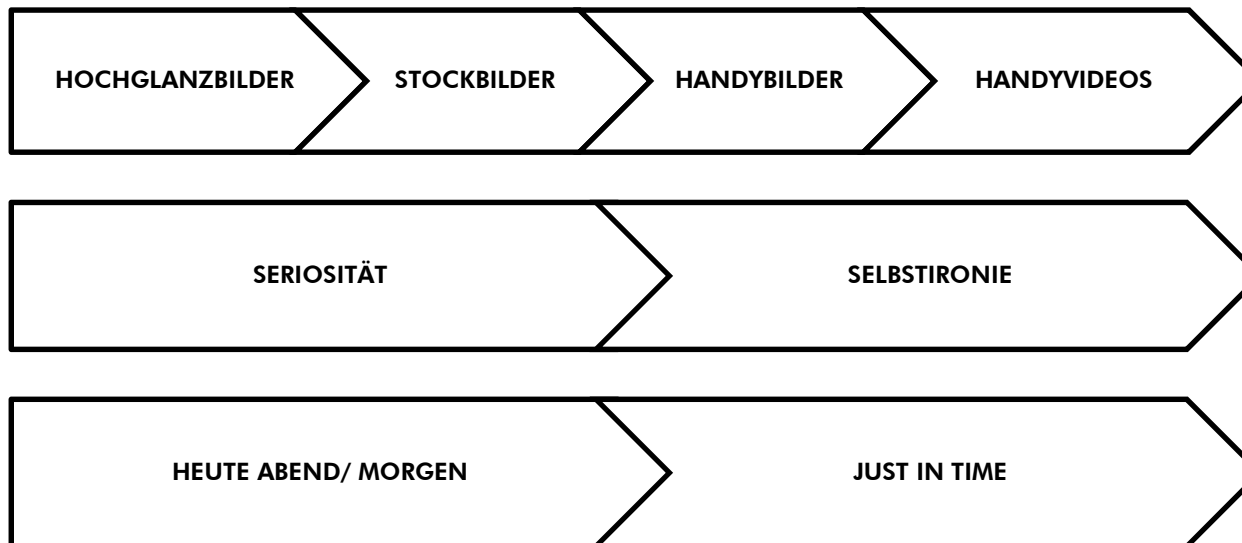 HOCHGLANZBILDER STOCKBILDER HANDYBILDER HANDYVIDEOS
SERIOSITÄT SELBSTIRONIE
HEUTE ABEND/ MORGEN JUST IN TIME